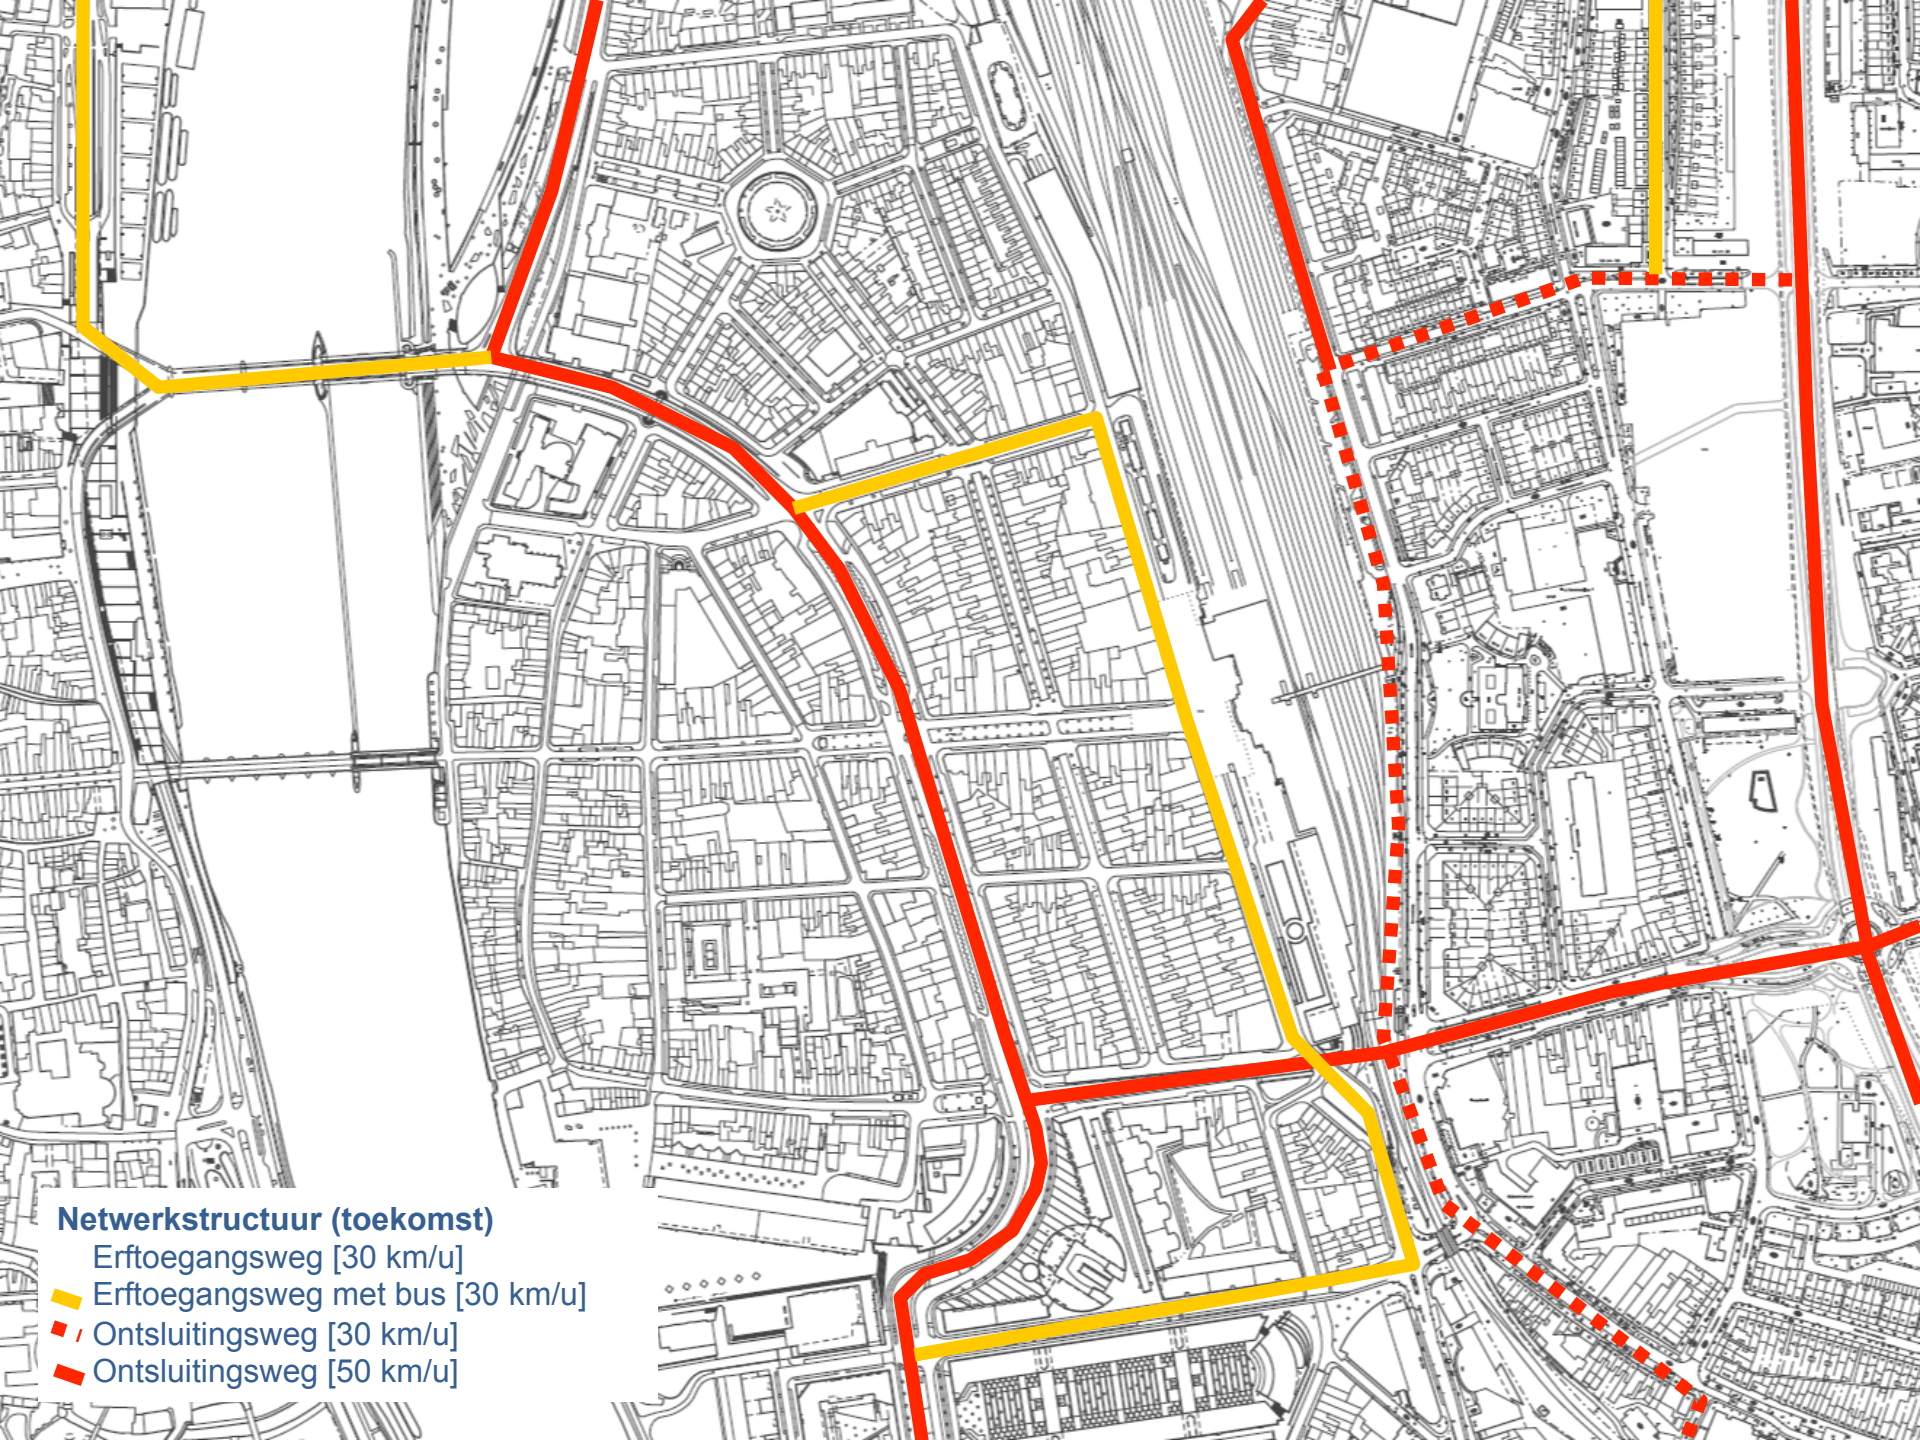 Netwerkstructuur (toekomst)
Erftoegangsweg [30 km/u]
Erftoegangsweg met bus [30 km/u]
Ontsluitingsweg [30 km/u]
Ontsluitingsweg [50 km/u]